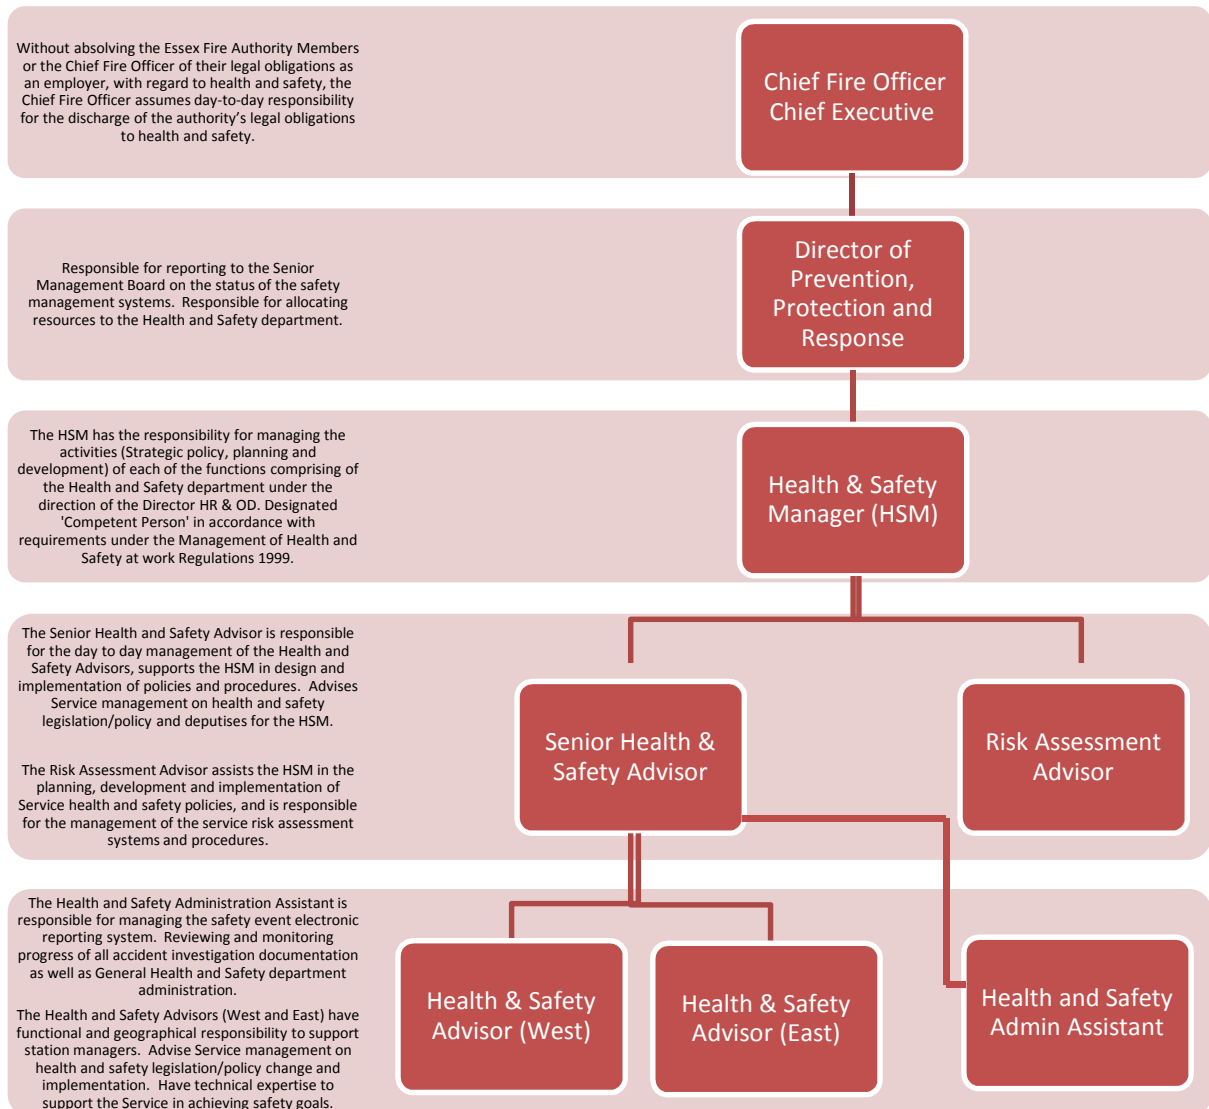 Without absolving the Essex Fire Authority Members
or the Chief Fire Officer of their legal obligations as
an employer, with regard to health and safety, the
Chief Fire Officer assumes day-to-day responsibility
for the discharge of the authority's legal obligations
to health and safety.
Chief Fire Officer
Chief Executive
Responsible for reporting to the Senior
Management Board on the status of the safety
management systems.  Responsible for allocating
resources to the Health and Safety department.
Director of
Prevention,
Protection and
Response
The HSM has the responsibility for managing the
activities (Strategic policy, planning and
development) of each of the functions comprising of
the Health and Safety department under the
direction of the Director HR & OD. Designated
'Competent Person' in accordance with
requirements under the Management of Health and
Safety at work Regulations 1999.
Health & Safety
Manager (HSM)
The Senior Health and Safety Advisor is responsible
for the day to day management of the Health and
Safety Advisors, supports the HSM in design and
implementation of policies and procedures.  Advises
Service management on health and safety
legislation/policy and deputises for the HSM.
The Risk Assessment Advisor assists the HSM in the
planning, development and implementation of
Service health and safety policies, and is responsible
for the management of the service risk assessment
systems and procedures.
Senior Health &
Safety Advisor
Risk Assessment
Advisor
The Health and Safety Administration Assistant is
responsible for managing the safety event electronic
reporting system.  Reviewing and monitoring
progress of all accident investigation documentation
as well as General Health and Safety department
administration.
The Health and Safety Advisors (West and East) have
functional and geographical responsibility to support
station managers.  Advise Service management on
health and safety legislation/policy change and
implementation.  Have technical expertise to
support the Service in achieving safety goals.
Health & Safety
Advisor (West)
Health & Safety
Advisor (East)
Health and Safety
Admin Assistant